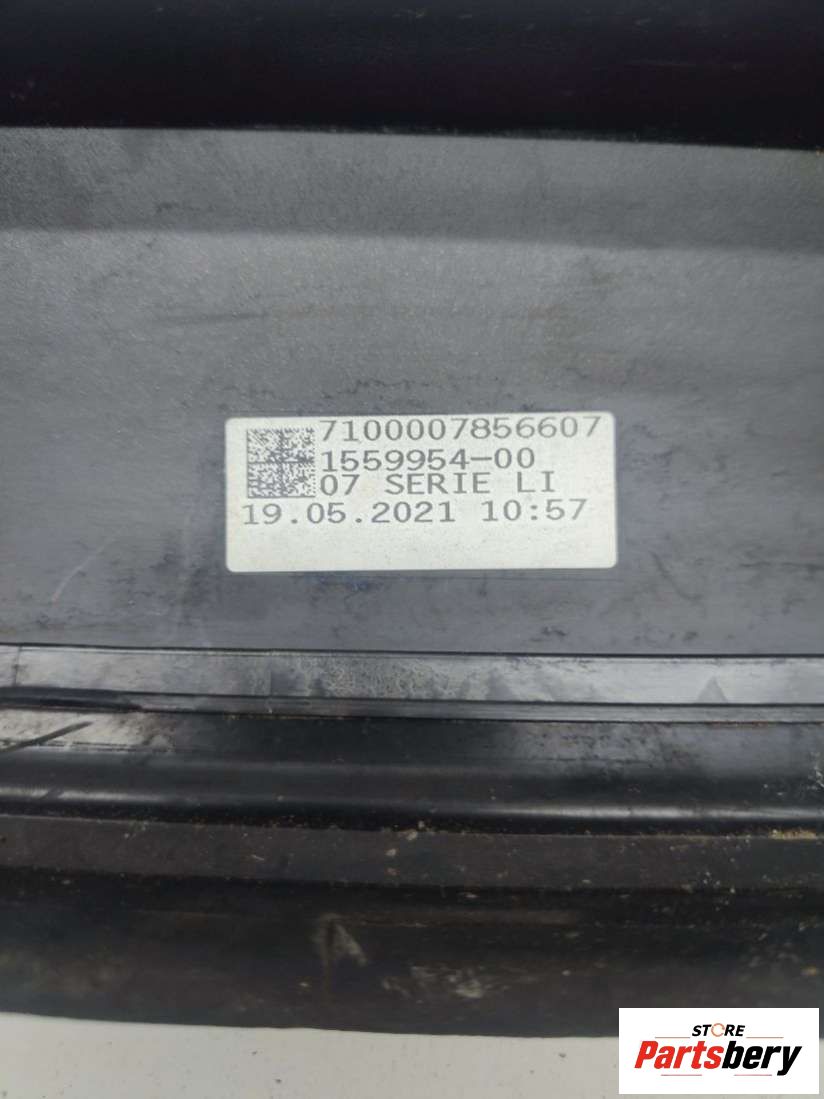 7100007856607
1559954-00
07 SERIE LI
19.05.2021 10:57
STORE
Partsbery